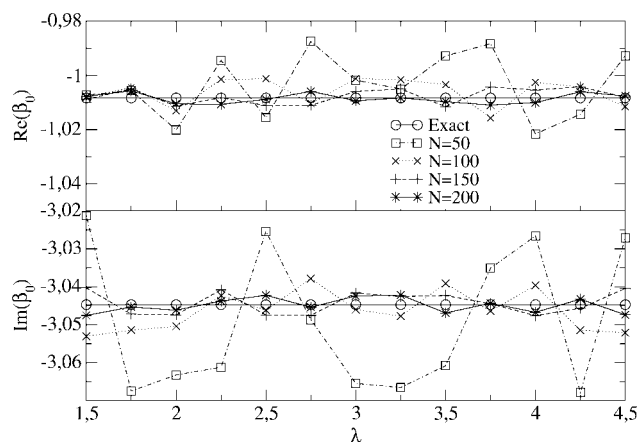 -0,98
-1
-1,02
-1,04
-3,02
-3,03
-3,04
-3,05
-3,06
Re(β₀)
Im(β₀)
Exact
N=50
N=100
N=150
N=200
1,5 2 2,5 3 3,5 4 4,5
λ